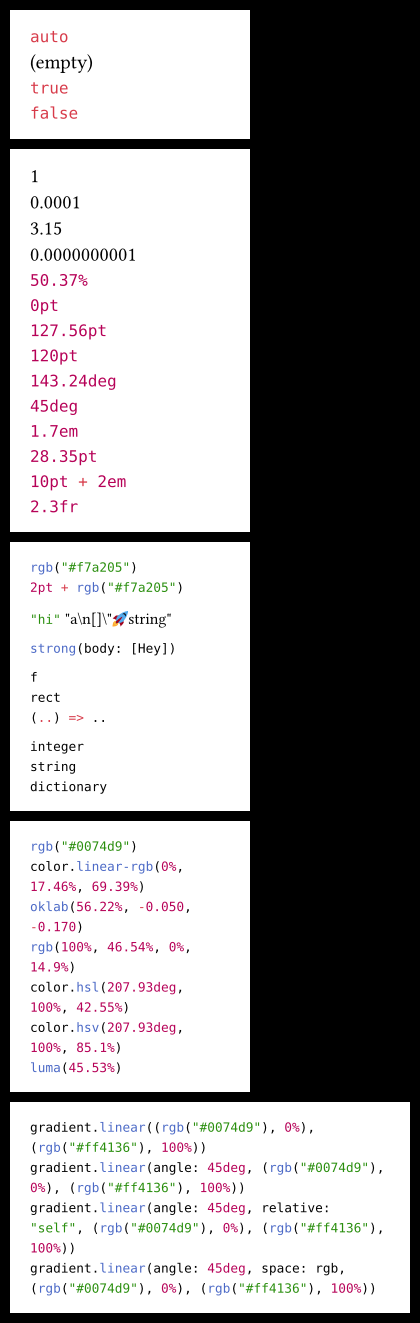 auto
(empty)
true
false
1
0.0001
3.15
0.0000000001
50.37%
0pt
127.56pt
120pt
143.24deg
45deg
1.7em
28.35pt
10pt + 2em
2.3fr
rgb("#f7a205")
2pt + rgb("#f7a205")
"hi" "a\n[]\"🚀string"
strong(body: [Hey])
f
rect
(..) => ..
integer
string
dictionary
rgb("#0074d9")
color.linear-rgb(0%,
17.46%, 69.39%)
oklab(56.22%, -0.050,
-0.170)
rgb(100%, 46.54%, 0%,
14.9%)
color.hsl(207.93deg,
100%, 42.55%)
color.hsv(207.93deg,
100%, 85.1%)
luma(45.53%)
gradient.linear((rgb("#0074d9"), 0%),
(rgb("#ff4136"), 100%))
gradient.linear(angle: 45deg, (rgb("#0074d9"),
0%), (rgb("#ff4136"), 100%))
gradient.linear(angle: 45deg, relative:
"self", (rgb("#0074d9"), 0%), (rgb("#ff4136"),
100%))
gradient.linear(angle: 45deg, space: rgb,
(rgb("#0074d9"), 0%), (rgb("#ff4136"), 100%))